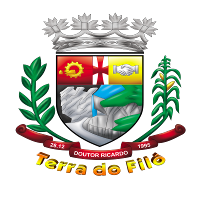 28.12 DOUTOR RICARDO 1995
Terra do Filó